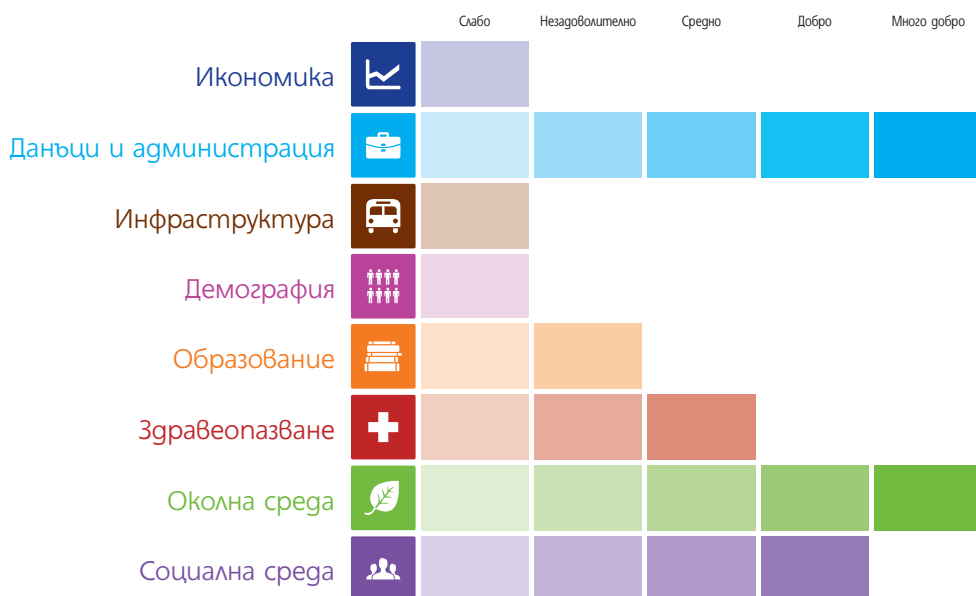 Слабо Незадоволително Средно Добро Много добро
Икономика
Данъци и администрация
Инфраструктура
Демография
Образование
Здравеопазване
Околна среда
Социална среда